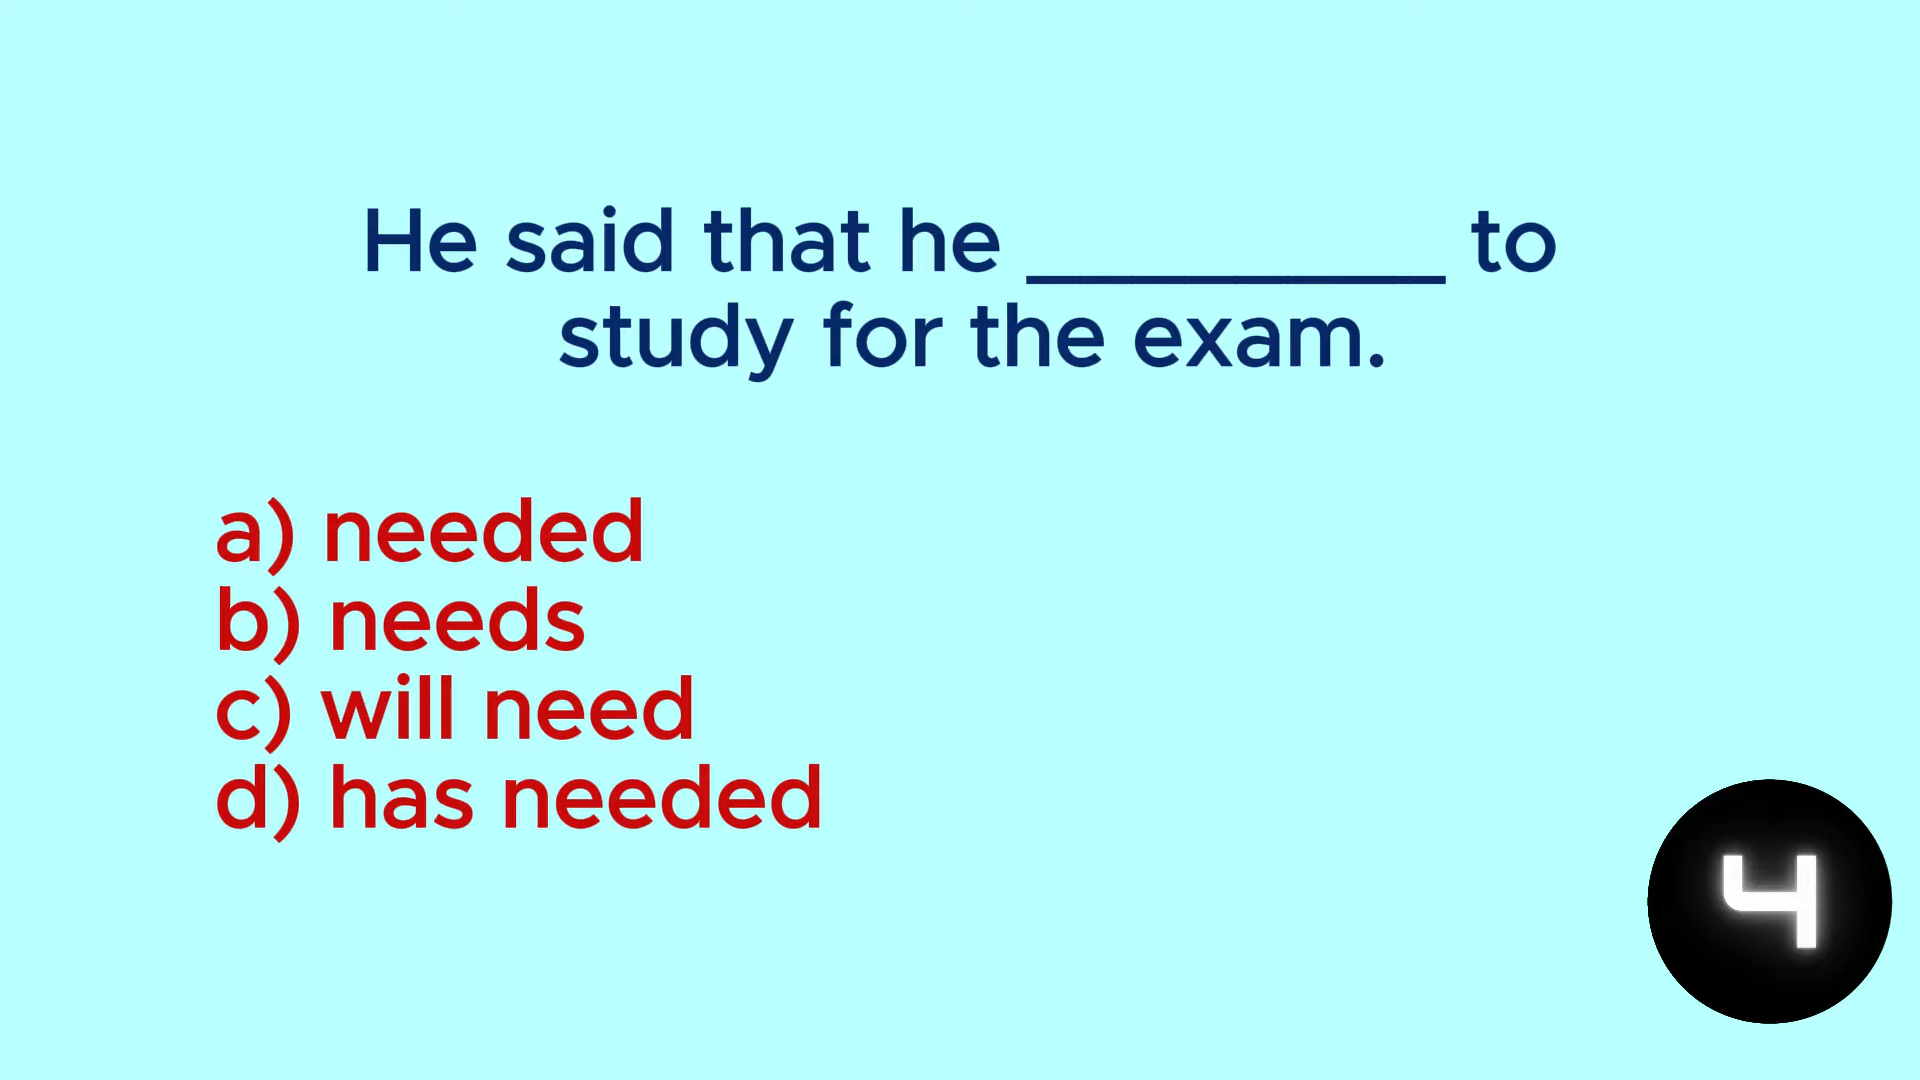 He said that he __________ to
study for the exam.
a) needed
b) needs
c) will need
d) has needed
4